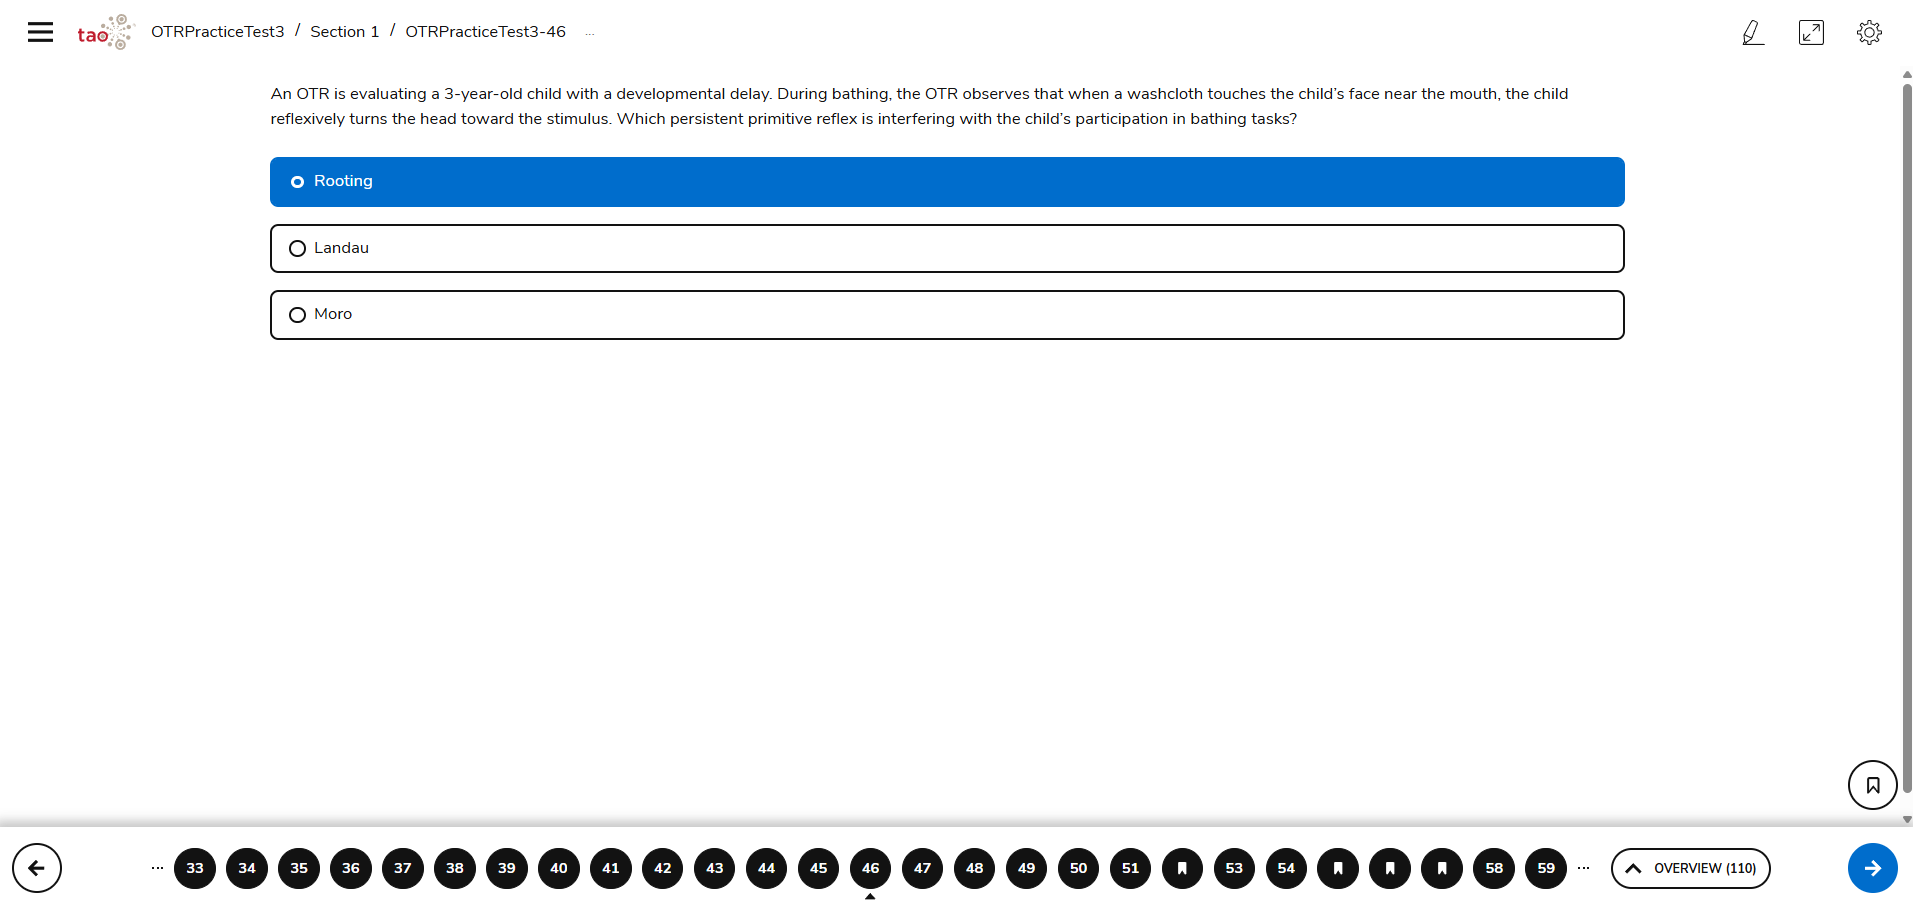 tao
OTRPracticeTest3 / Section 1 / OTRPracticeTest3-46 ...
An OTR is evaluating a 3-year-old child with a developmental delay. During bathing, the OTR observes that when a washcloth touches the child’s face near the mouth, the child
reflexively turns the head toward the stimulus. Which persistent primitive reflex is interfering with the child’s participation in bathing tasks?
Rooting
Landau
Moro
... 33 34 35 36 37 38 39 40 41 42 43 44 45 46 47 48 49 50 51 53 54 58 59 ... OVERVIEW (110)